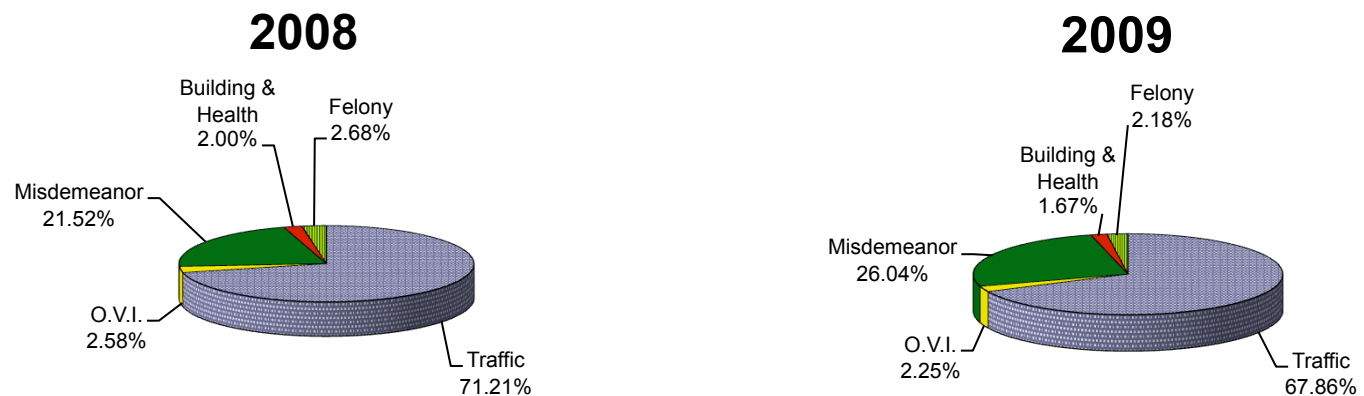 2008
Building &
Health
2.00%
Felony
2.68%
Misdemeanor
21.52%
O.V.I.
2.58%
Traffic
71.21%
2009
Felony
2.18%
Building &
Health
1.67%
Misdemeanor
26.04%
O.V.I.
2.25%
Traffic
67.86%